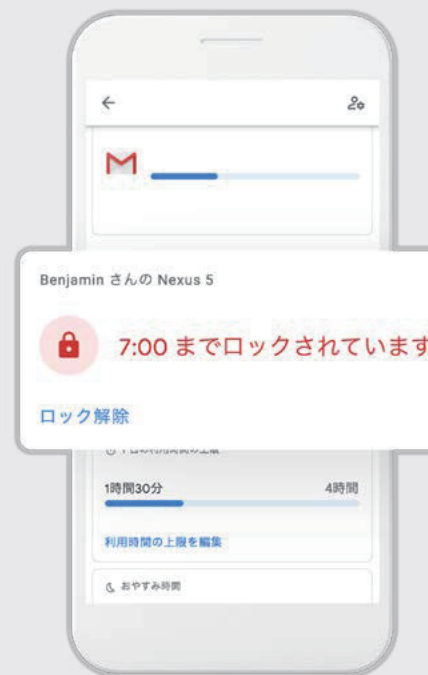 Benjamin さんの Nexus 5
7:00 までロックされています
ロック解除
1時間30分 4時間
利用時間の上限を編集
おやすみ時間